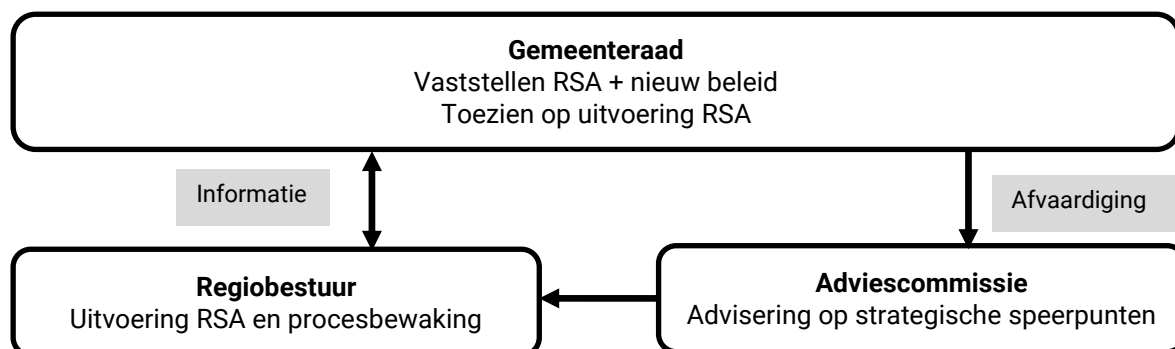 Gemeenteraad
Vaststellen RSA + nieuw beleid
Toezien op uitvoering RSA
Informatie
Afvaardiging
Regiobestuur
Uitvoering RSA en procesbewaking
Adviescommissie
Advisering op strategische speerpunten